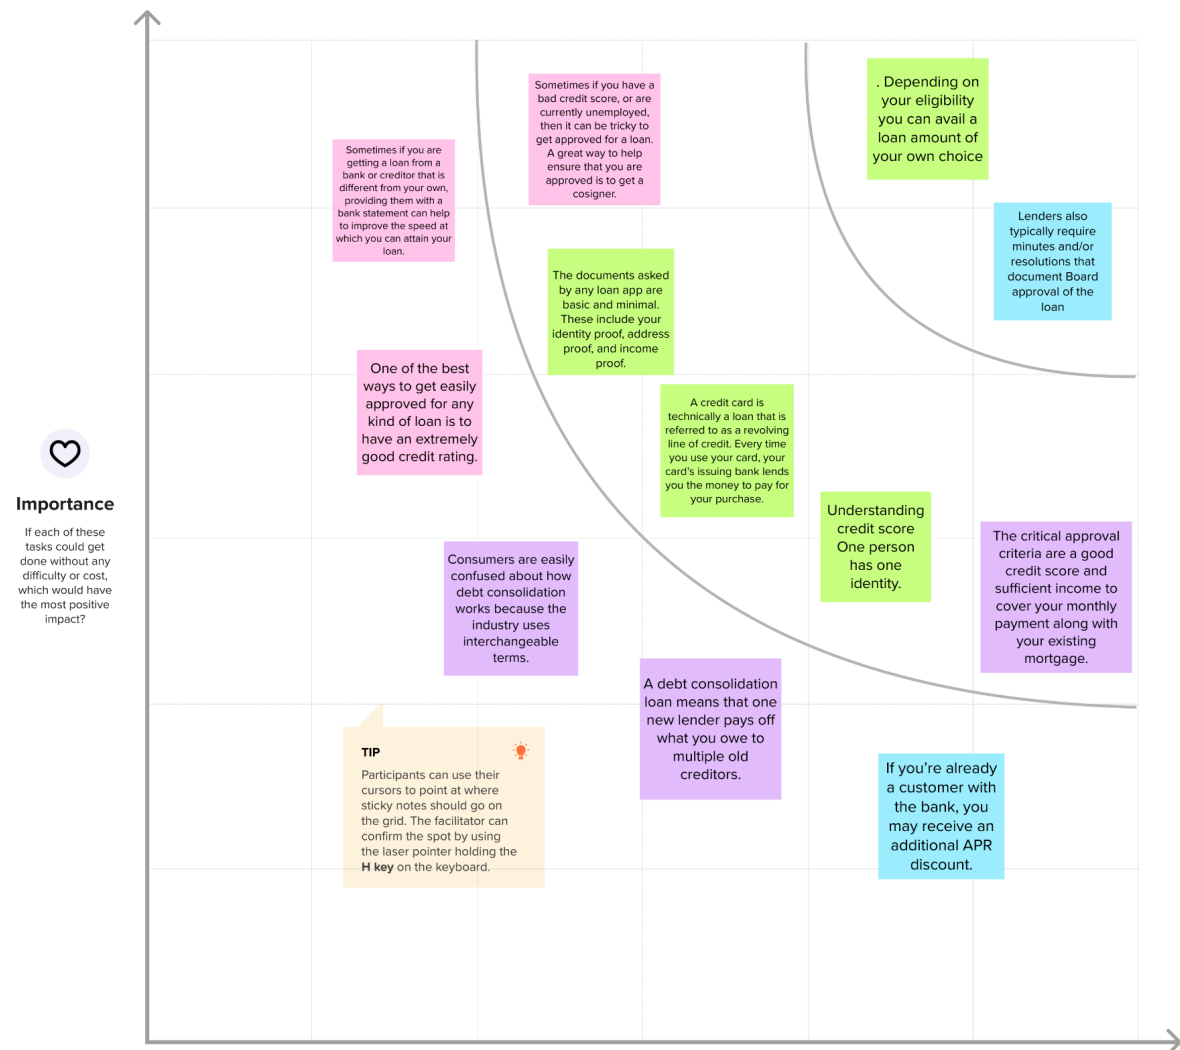 Sometimes if you are
getting a loan from a
bank or creditor that is
different from your own,
providing them with a
bank statement can help
to improve the speed at
which you can attain your
loan.
Sometimes if you have a
bad credit score, or are
currently unemployed,
then it can be tricky to
get approved for a loan.
A great way to help
ensure that you are
approved is to get a
cosigner.
. Depending on
your eligibility
you can avail a
loan amount of
your own choice
Lenders also
typically require
minutes and/or
resolutions that
document Board
approval of the
loan
The documents asked
by any loan app are
basic and minimal.
These include your
identity proof, address
proof, and income
proof.
One of the best
ways to get easily
approved for any
kind of loan is to
have an extremely
good credit rating.
A credit card is
technically a loan that is
referred to as a revolving
line of credit. Every time
you use your card, your
card's issuing bank lends
you the money to pay for
your purchase.
Importance
If each of these
tasks could get
done without any
difficulty or cost,
which would have
the most positive
impact?
Understanding
credit score
One person
has one
identity.
The critical approval
criteria are a good
credit score and
sufficient income to
cover your monthly
payment along with
your existing
mortgage.
Consumers are easily
confused about how
debt consolidation
works because the
industry uses
interchangeable
terms.
A debt consolidation
loan means that one
new lender pays off
what you owe to
multiple old
creditors.
TIP
Participants can use their
cursors to point at where
sticky notes should go on
the grid. The facilitator can
confirm the spot by using
the laser pointer holding the
H key on the keyboard.
If you're already
a customer with
the bank, you
may receive an
additional APR
discount.